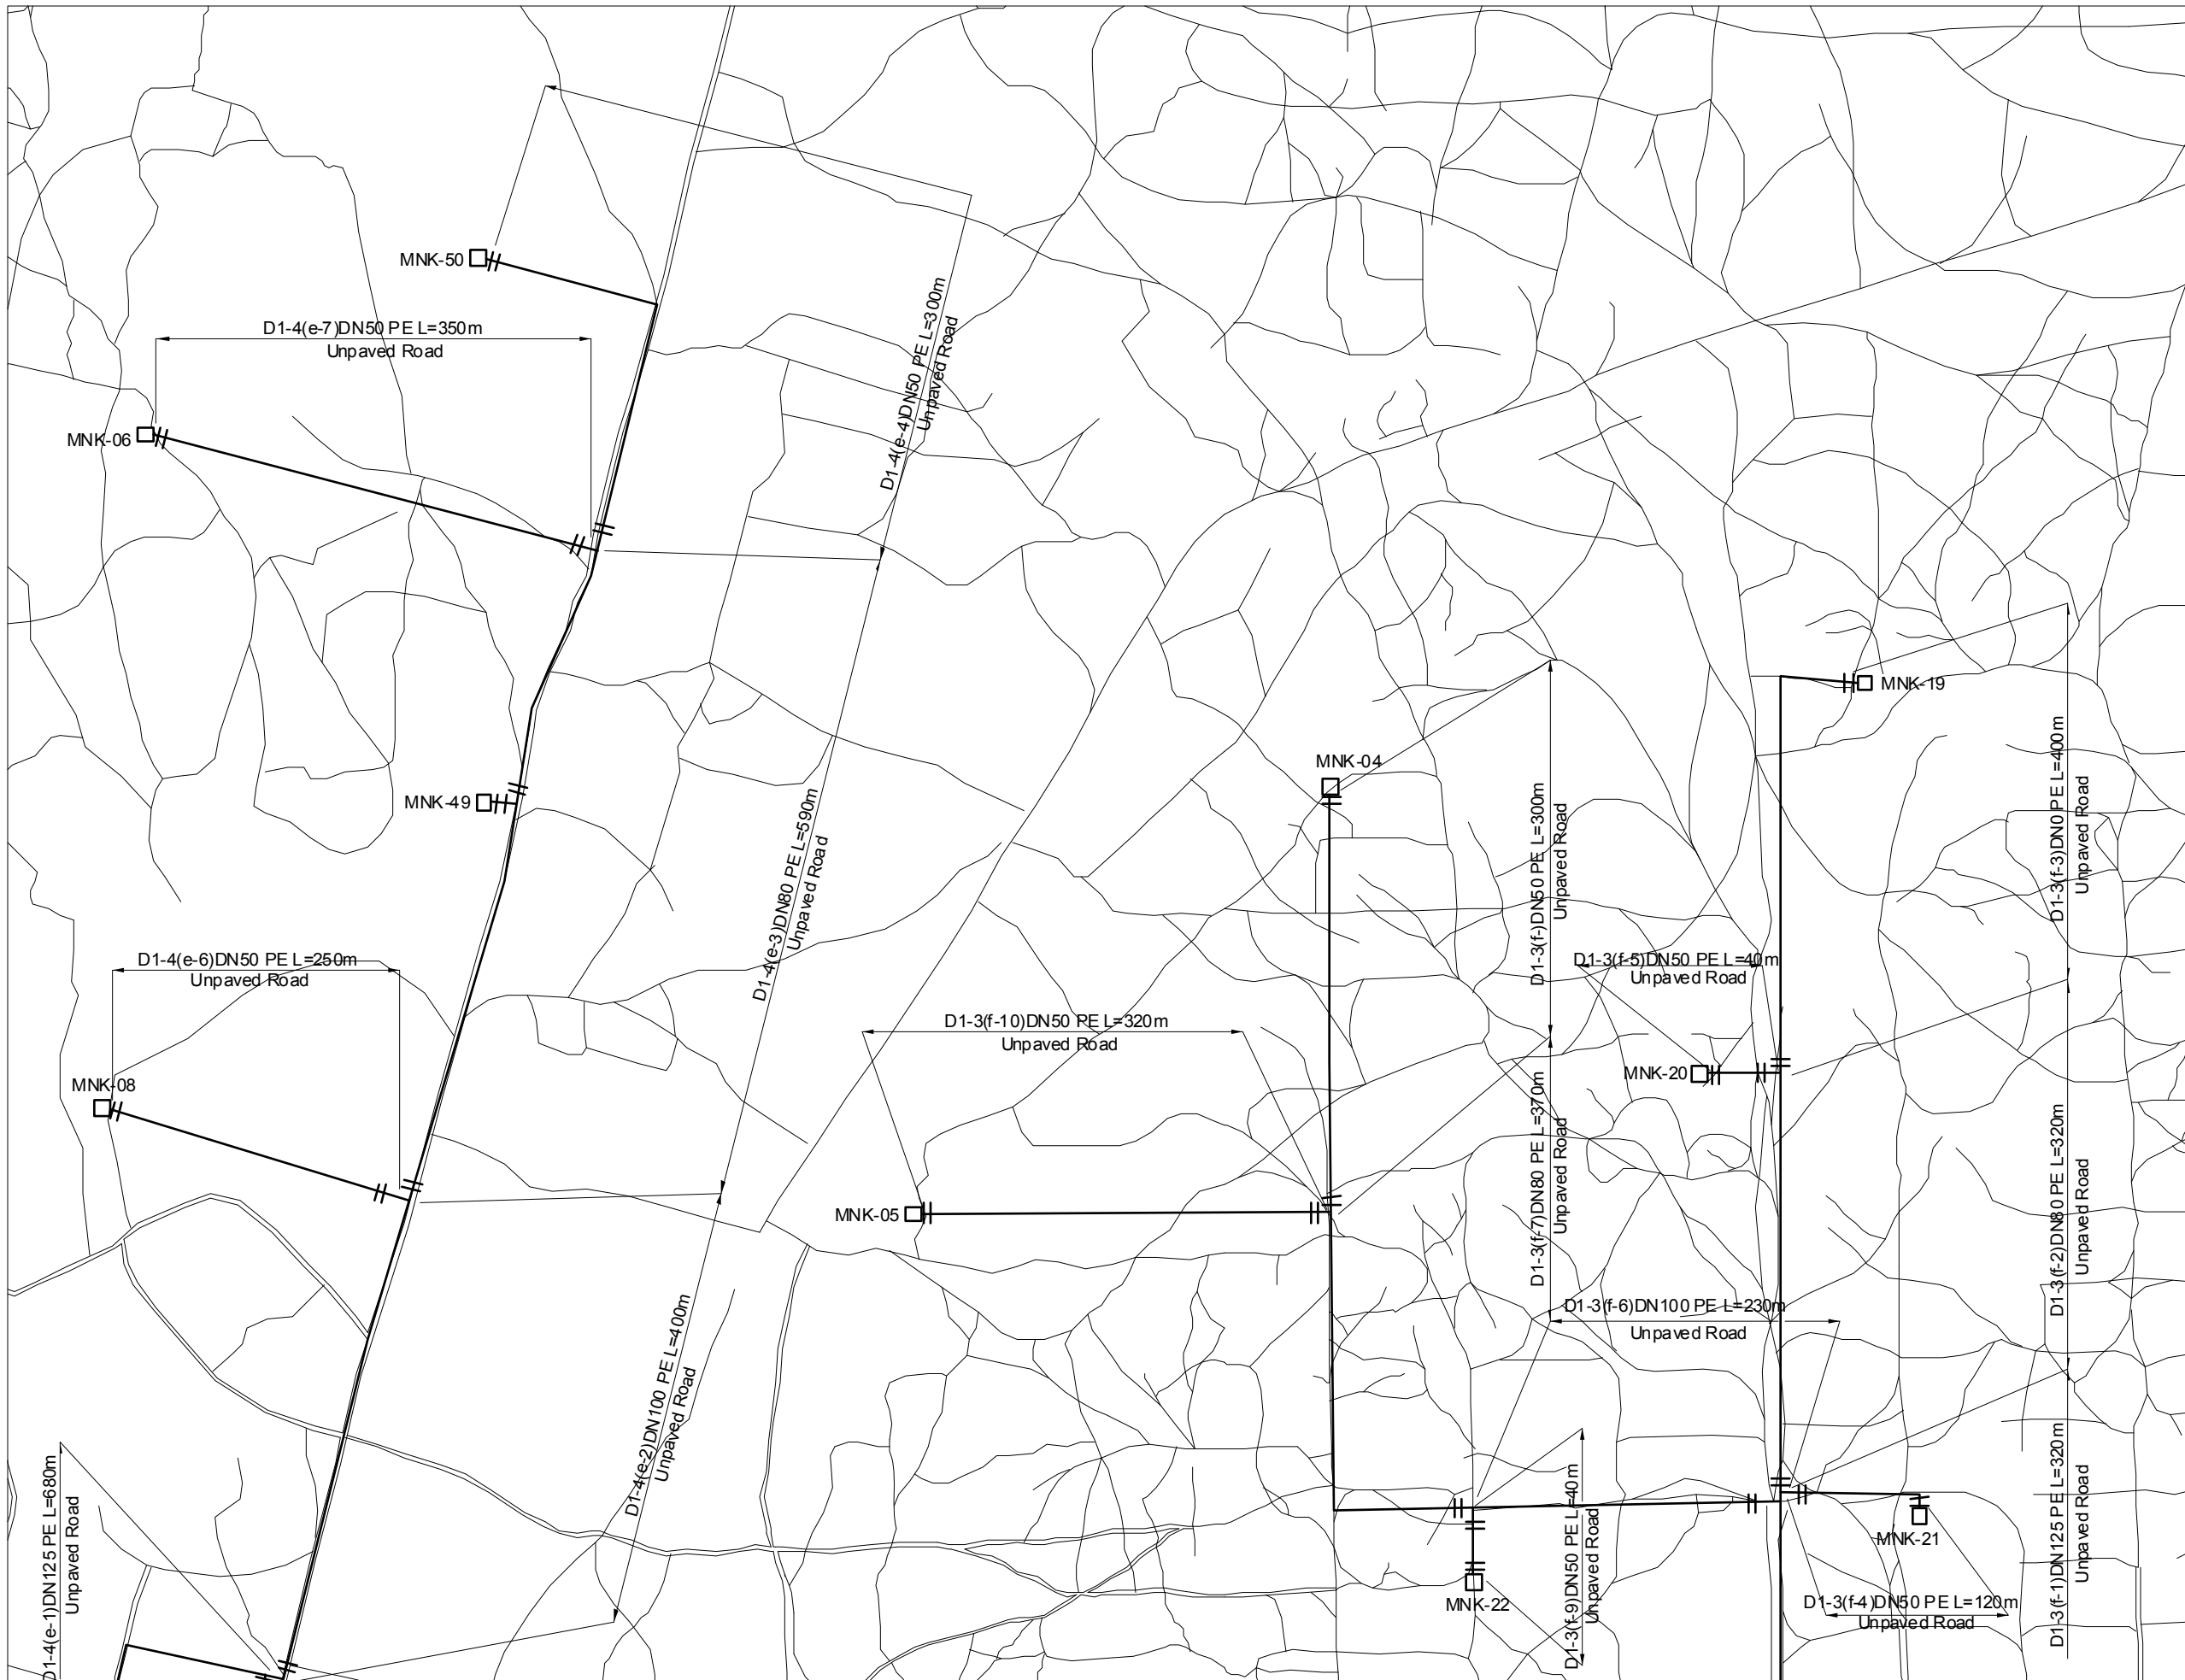 MNK-50
D1-4(e-7)DN50 PE L=350m
Unpaved Road
D1-4(e-4)DN50 PE L=300m
Unpaved Road
MNK-06
MNK-19
MNK-04
D1-3(f-3)DN0 PE L=400m
Unpaved Road
MNK-49
D1-4(e-3)DN80 PE L=590m
Unpaved Road
D1-3(f-)DN50 PE L=300m
Unpaved Road
D1-4(e-6)DN50 PE L=250m
Unpaved Road
D1-3(f-5)DN50 PE L=40m
Unpaved Road
D1-3(f-10)DN50 PE L=320m
Unpaved Road
MNK-08
MNK-20
D1-3(f-7)DN80 PE L=370m
Unpaved Road
D1-3(f-2)DN80 PE L=320m
Unpaved Road
MNK-05
D1-3(f-6)DN100 PE L=230m
Unpaved Road
D1-4(e-2)DN100 PE L=400m
Unpaved Road
D1-4(e-1)DN125 PE L=680m
Unpaved Road
D1-3(f-9)DN50 PE L=40m
Unpaved Road
D1-3(f-1)DN125 PE L=320m
Unpaved Road
MNK-21
MNK-22
D1-3(f-4)DN50 PE L=120m
Unpaved Road